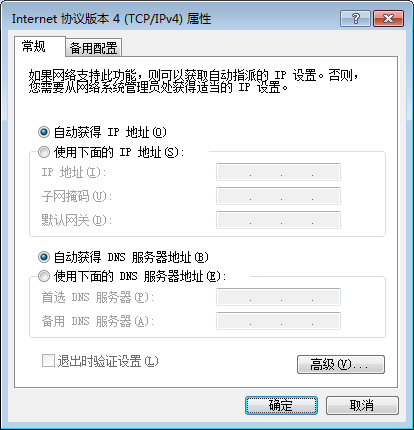 Internet 协议版本 4 (TCP/IPv4) 属性
常规
备用配置
如果网络支持此功能，则可以获取自动指派的 IP 设置。否则，
您需要从网络系统管理员处获得适当的 IP 设置。
自动获得 IP 地址(O)
使用下面的 IP 地址(S):
IP 地址(I):
子网掩码(U):
默认网关(D):
自动获得 DNS 服务器地址(B)
使用下面的 DNS 服务器地址(E):
首选 DNS 服务器(P):
备用 DNS 服务器(A):
退出时验证设置(L)
高级(V)...
确定
取消